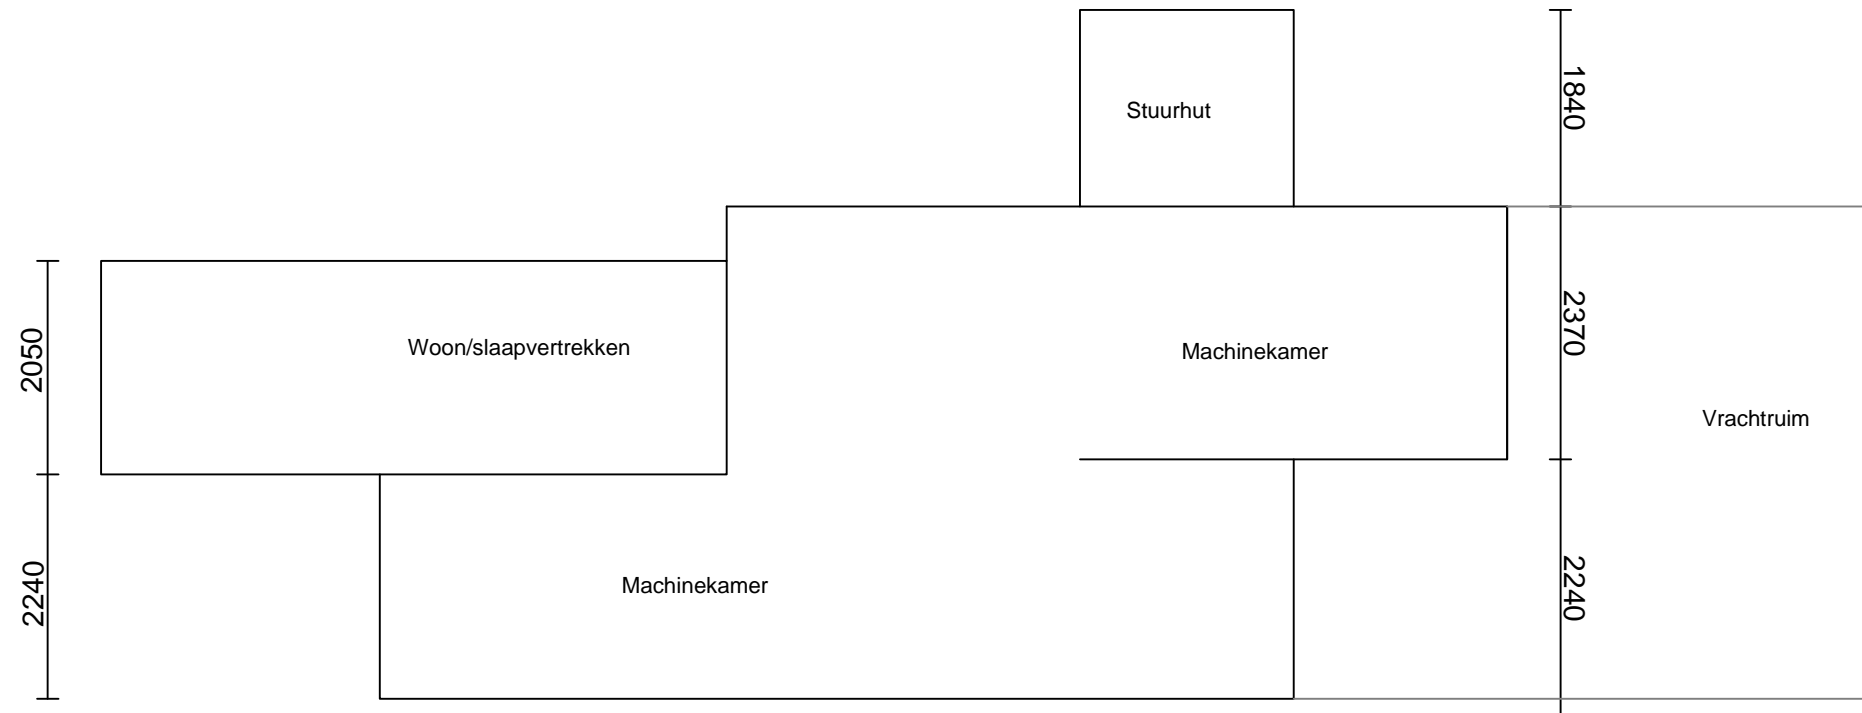 1840
Stuurhut
2370
2050
Woon/slaapvertrekken
Machinekamer
Vrachtruim
2240
Machinekamer
2240